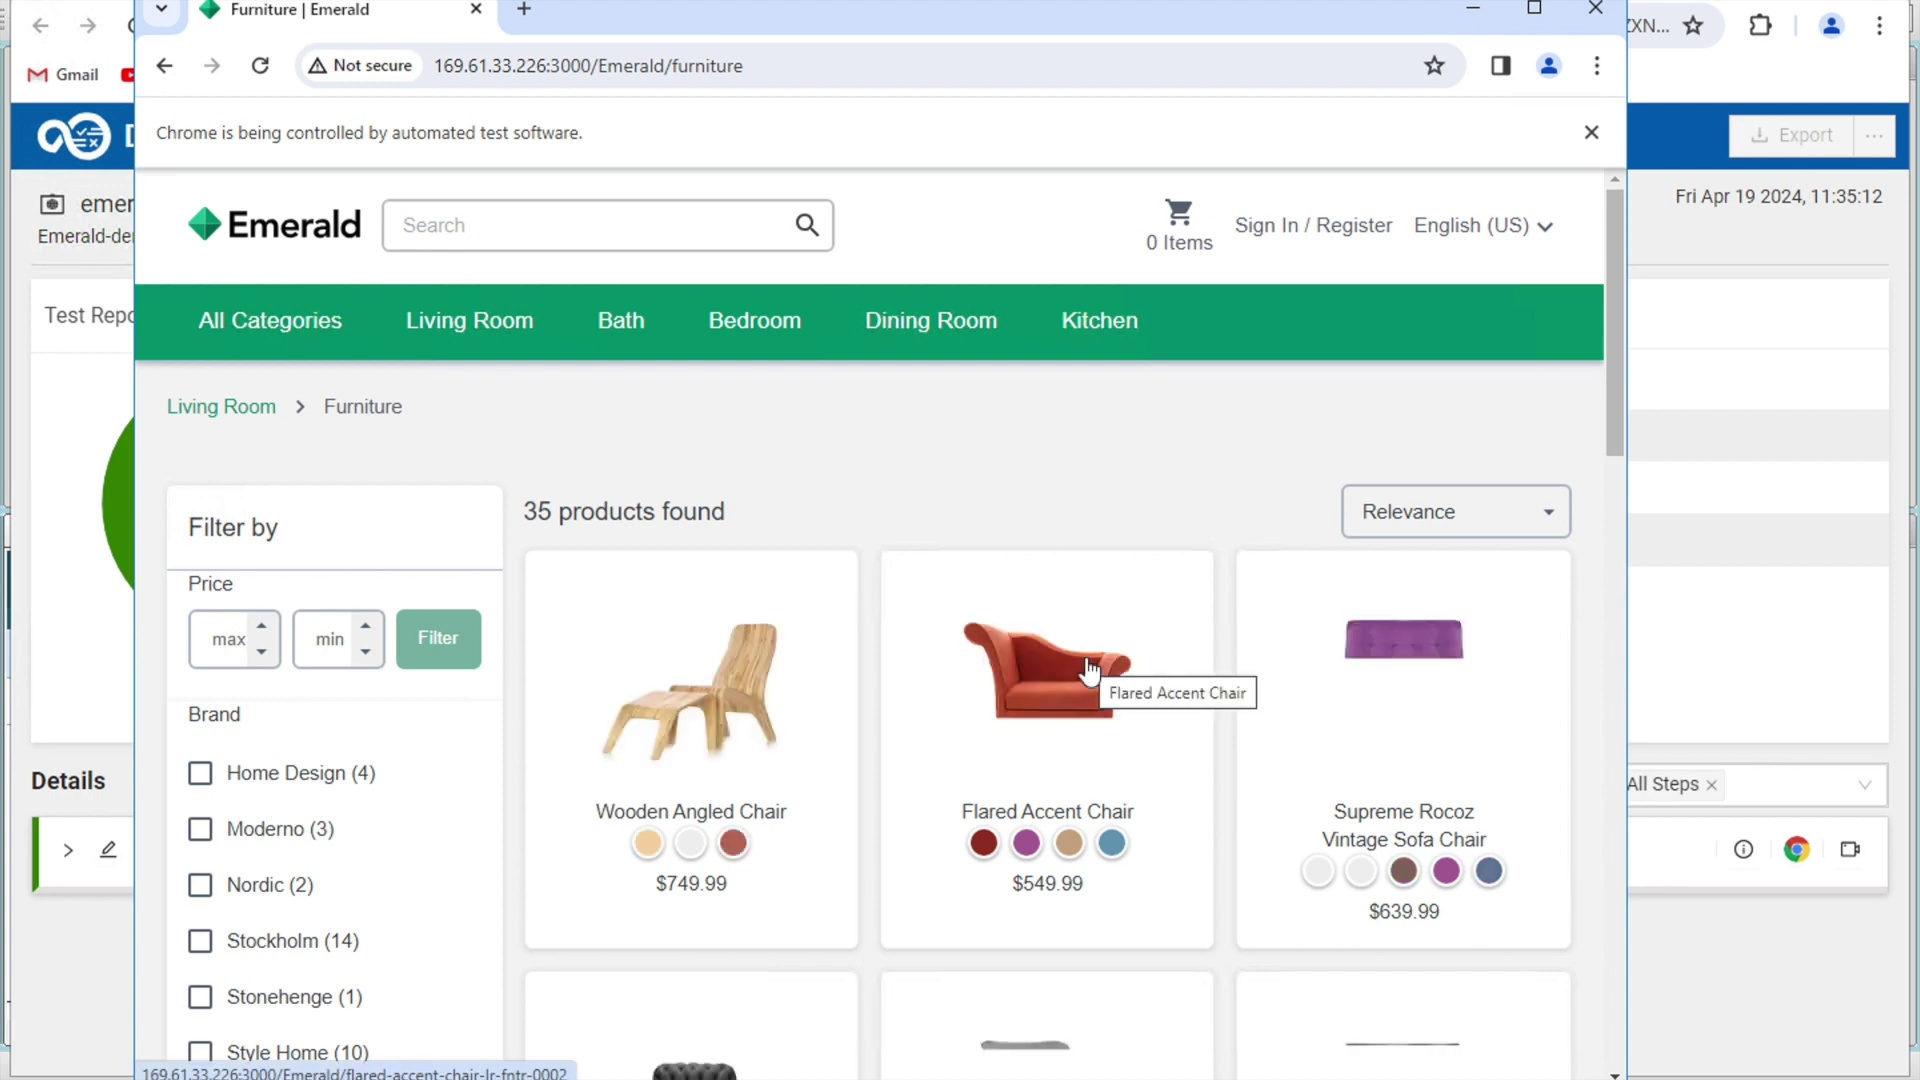 Furniture | Emerald
Not secure
169.61.33.226:3000/Emerald/furniture
ZXN...
Gmail
Chrome is being controlled by automated test software.
Export
Fri Apr 19 2024, 11:35:12
emer
Emerald-de
Emerald
Search
0 Items
Sign In / Register
English (US)
All Categories
Living Room
Bath
Bedroom
Dining Room
Kitchen
Test Repo
Living Room > Furniture
Filter by
35 products found
Relevance
Price
max
min
Filter
Flared Accent Chair
Brand
Home Design (4)
Moderno (3)
Nordic (2)
Stockholm (14)
Stonehenge (1)
Style Home (10)
Wooden Angled Chair
$749.99
Flared Accent Chair
$549.99
Supreme Rocoz
Vintage Sofa Chair
$639.99
Details
All Steps
169.61.33.226:3000/Emerald/flared-accent-chair-lr-fntr-0002